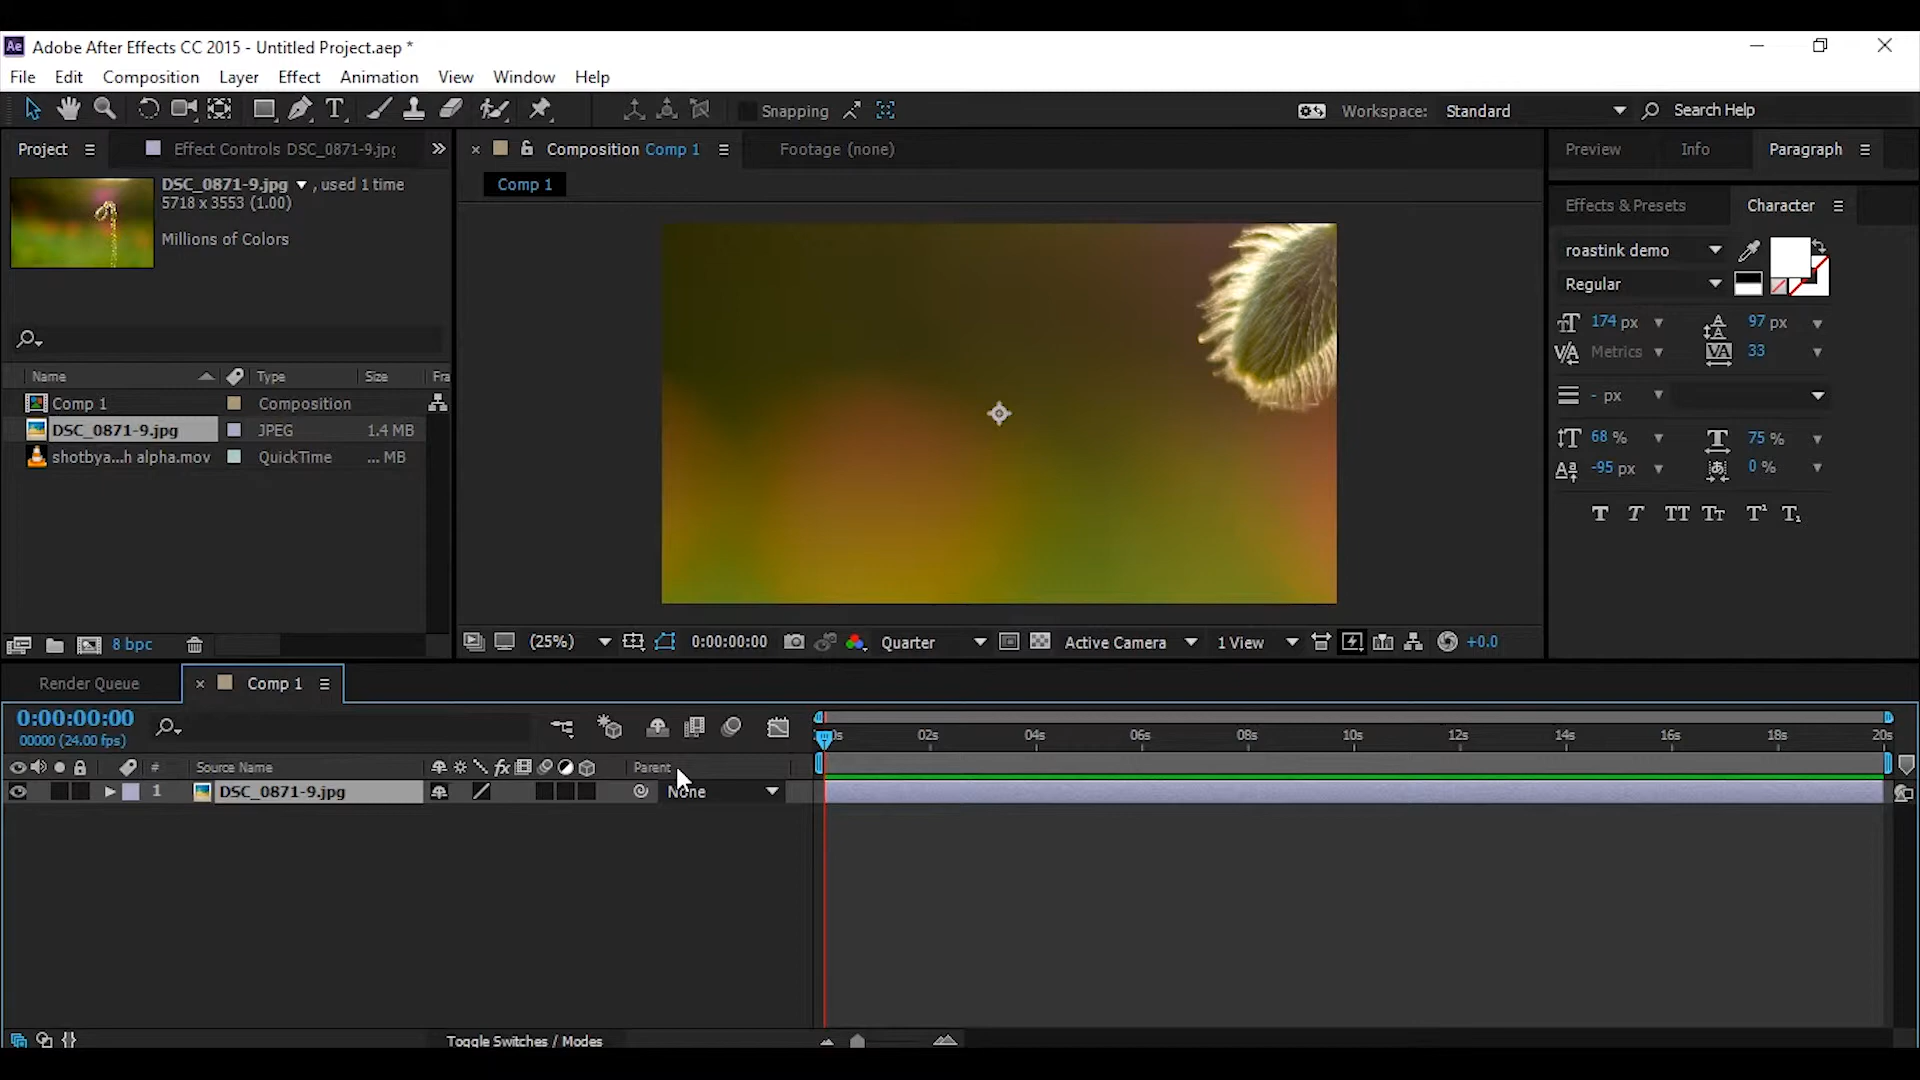 Ae Adobe After Effects CC 2015 - Untitled Project.aep *
File Edit Composition Layer Effect Animation View Window Help
Snapping Workspace: Standard Search Help
Project Effect Controls DSC_0871-9.jpg Composition Comp 1 Footage (none) Preview Info Paragraph
DSC_0871-9.jpg , used 1 time
5718 x 3553 (1.00)
Millions of Colors
Comp 1
Effects & Presets Character
roastink demo
Regular
174 px 97 px
Metrics 33
- px
68 % 75 %
-95 px 0 %
Name Type Size Fra
Comp 1 Composition
DSC_0871-9.jpg JPEG 1.4 MB
shotbya...h alpha.mov QuickTime ... MB
8 bpc
(25%) 0:00:00:00 Quarter Active Camera 1 View +0.0
Render Queue Comp 1
0:00:00:00
00000 (24.00 fps)
02s 04s 06s 08s 10s 12s 14s 16s 18s 20s
# Source Name fx Parent
1 DSC_0871-9.jpg None
Toggle Switches / Modes